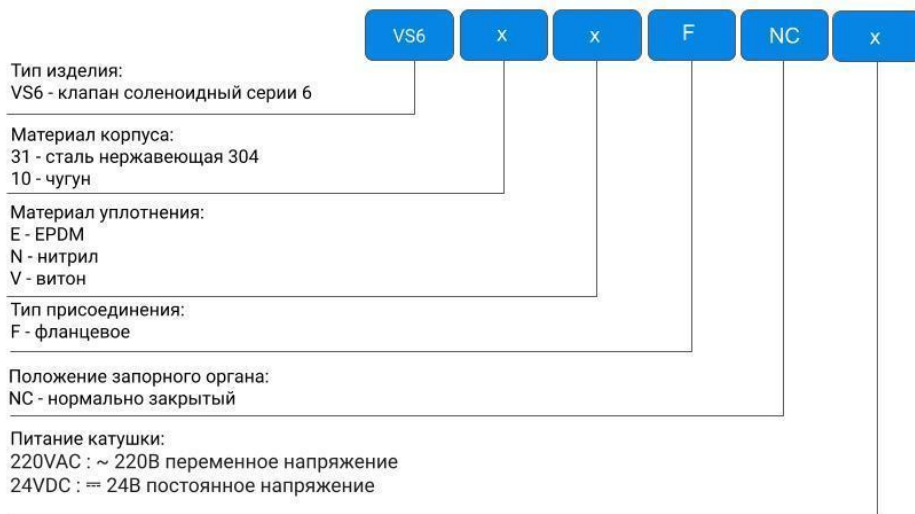 VS6 x x F NC x
Тип изделия:
VS6 - клапан соленоидный серии 6
Материал корпуса:
31 - сталь нержавеющая 304
10 - чугун
Материал уплотнения:
E - EPDM
N - нитрил
V - витон
Тип присоединения:
F - фланцевое
Положение запорного органа:
NC - нормально закрытый
Питание катушки:
220VAC : ~ 220В переменное напряжение
24VDC : ⎓ 24В постоянное напряжение